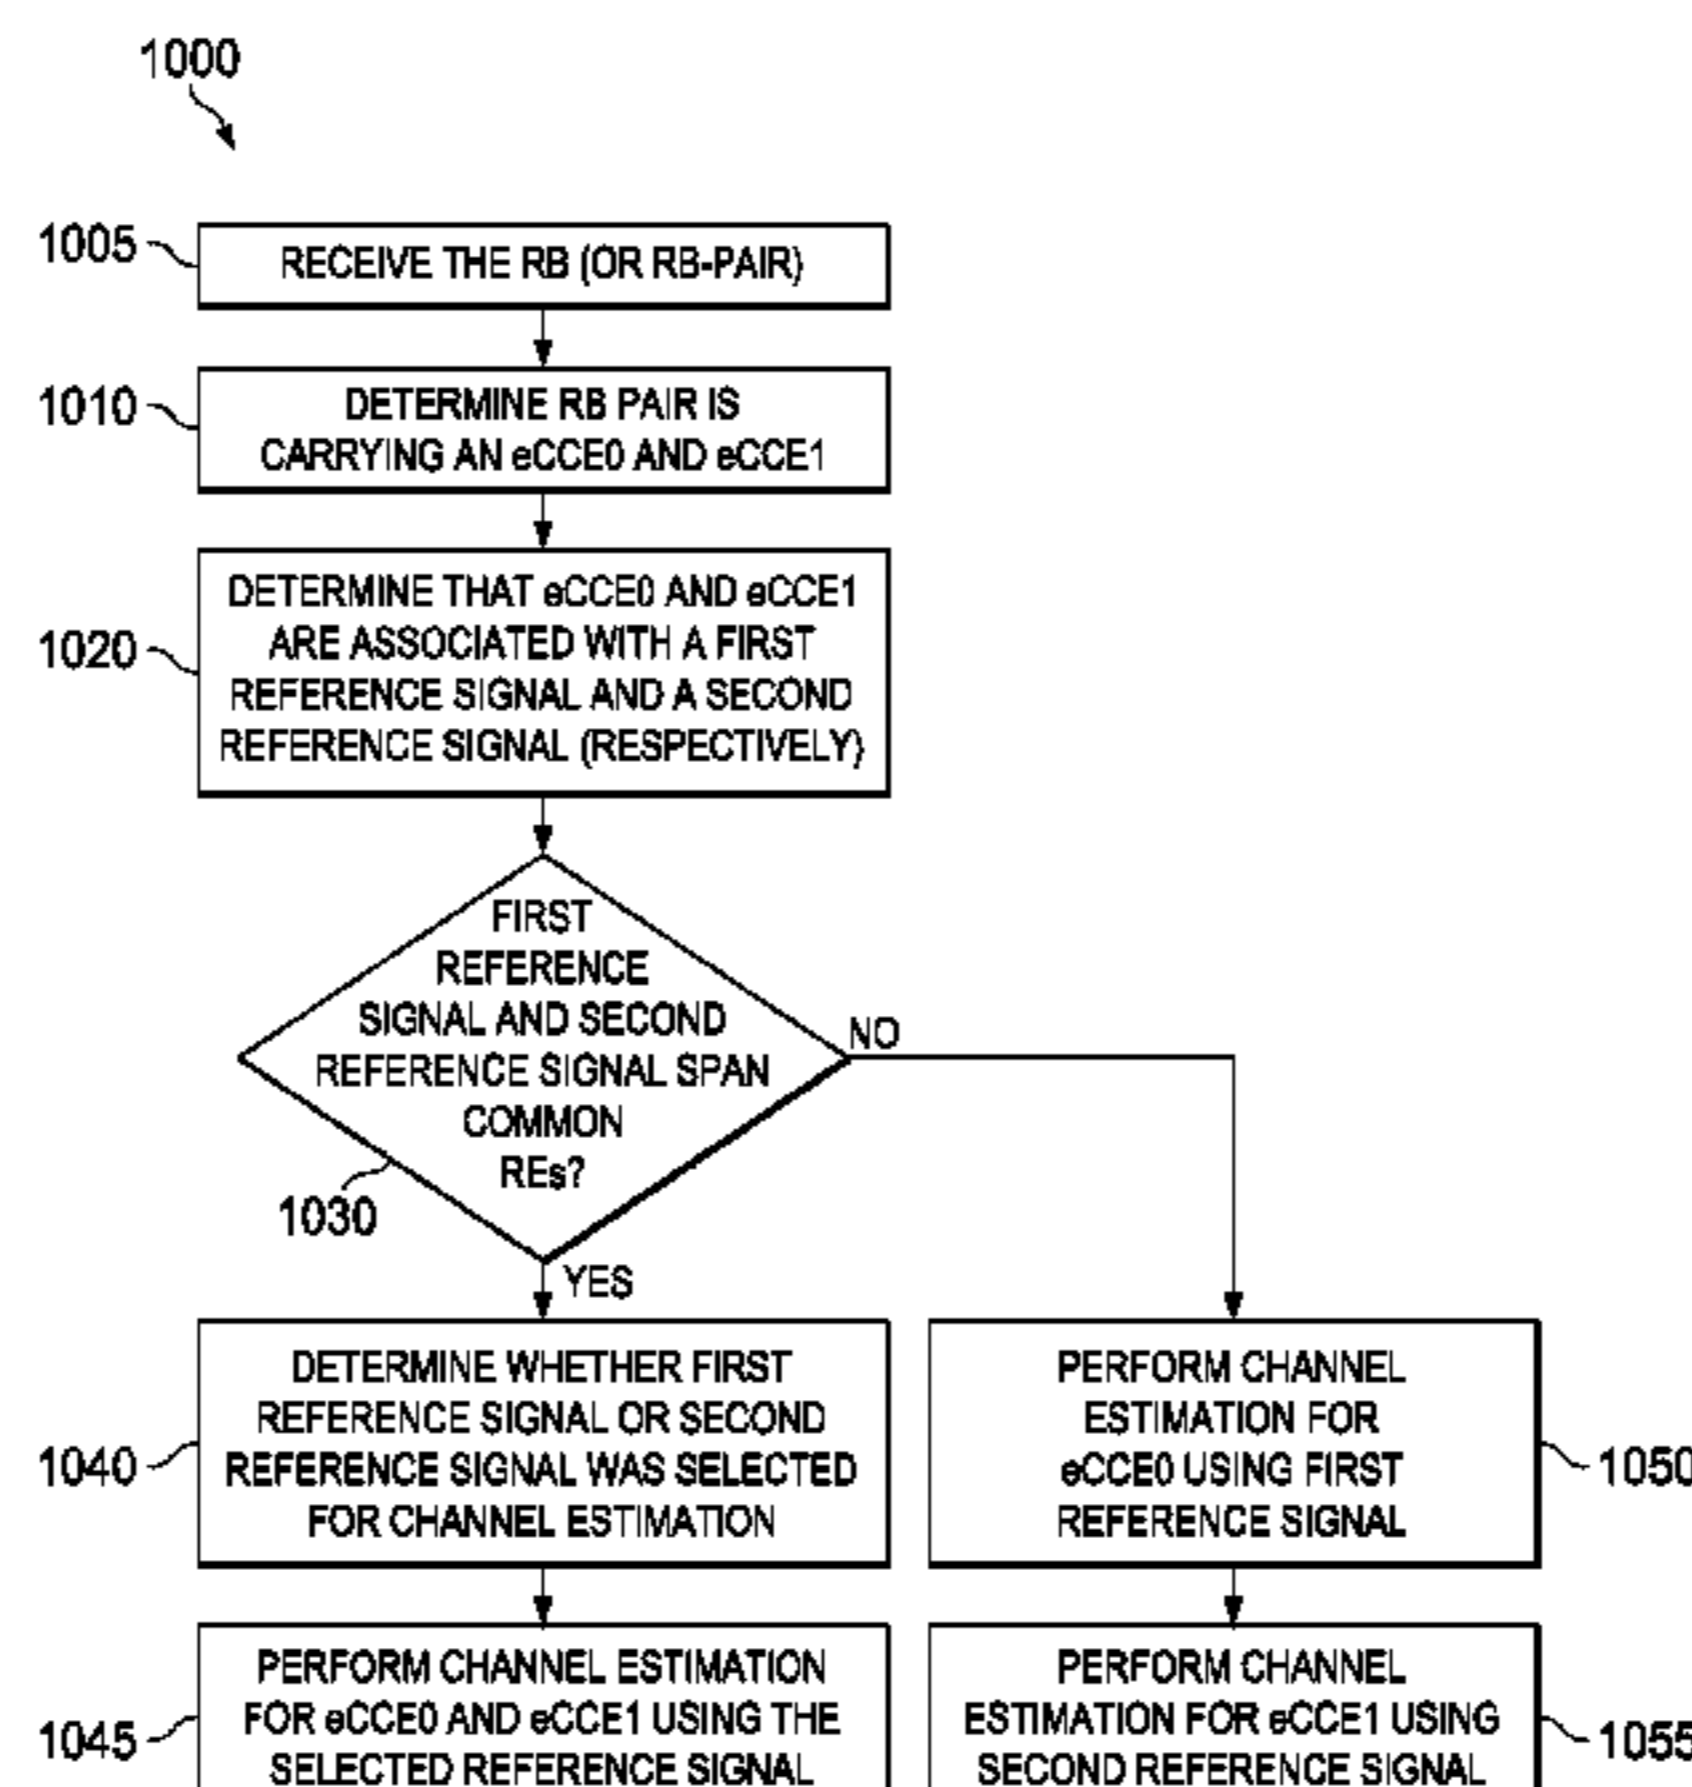 1000
1005
RECEIVE THE RB (OR RB-PAIR)
1010
DETERMINE RB PAIR IS
CARRYING AN eCCE0 AND eCCE1
1020
DETERMINE THAT eCCE0 AND eCCE1
ARE ASSOCIATED WITH A FIRST
REFERENCE SIGNAL AND A SECOND
REFERENCE SIGNAL (RESPECTIVELY)
FIRST
REFERENCE
SIGNAL AND SECOND
REFERENCE SIGNAL SPAN
COMMON
REs?
1030
NO
YES
1040
DETERMINE WHETHER FIRST
REFERENCE SIGNAL OR SECOND
REFERENCE SIGNAL WAS SELECTED
FOR CHANNEL ESTIMATION
PERFORM CHANNEL
ESTIMATION FOR
eCCE0 USING FIRST
REFERENCE SIGNAL
1050
1045
PERFORM CHANNEL ESTIMATION
FOR eCCE0 AND eCCE1 USING THE
SELECTED REFERENCE SIGNAL
PERFORM CHANNEL
ESTIMATION FOR eCCE1 USING
SECOND REFERENCE SIGNAL
1055